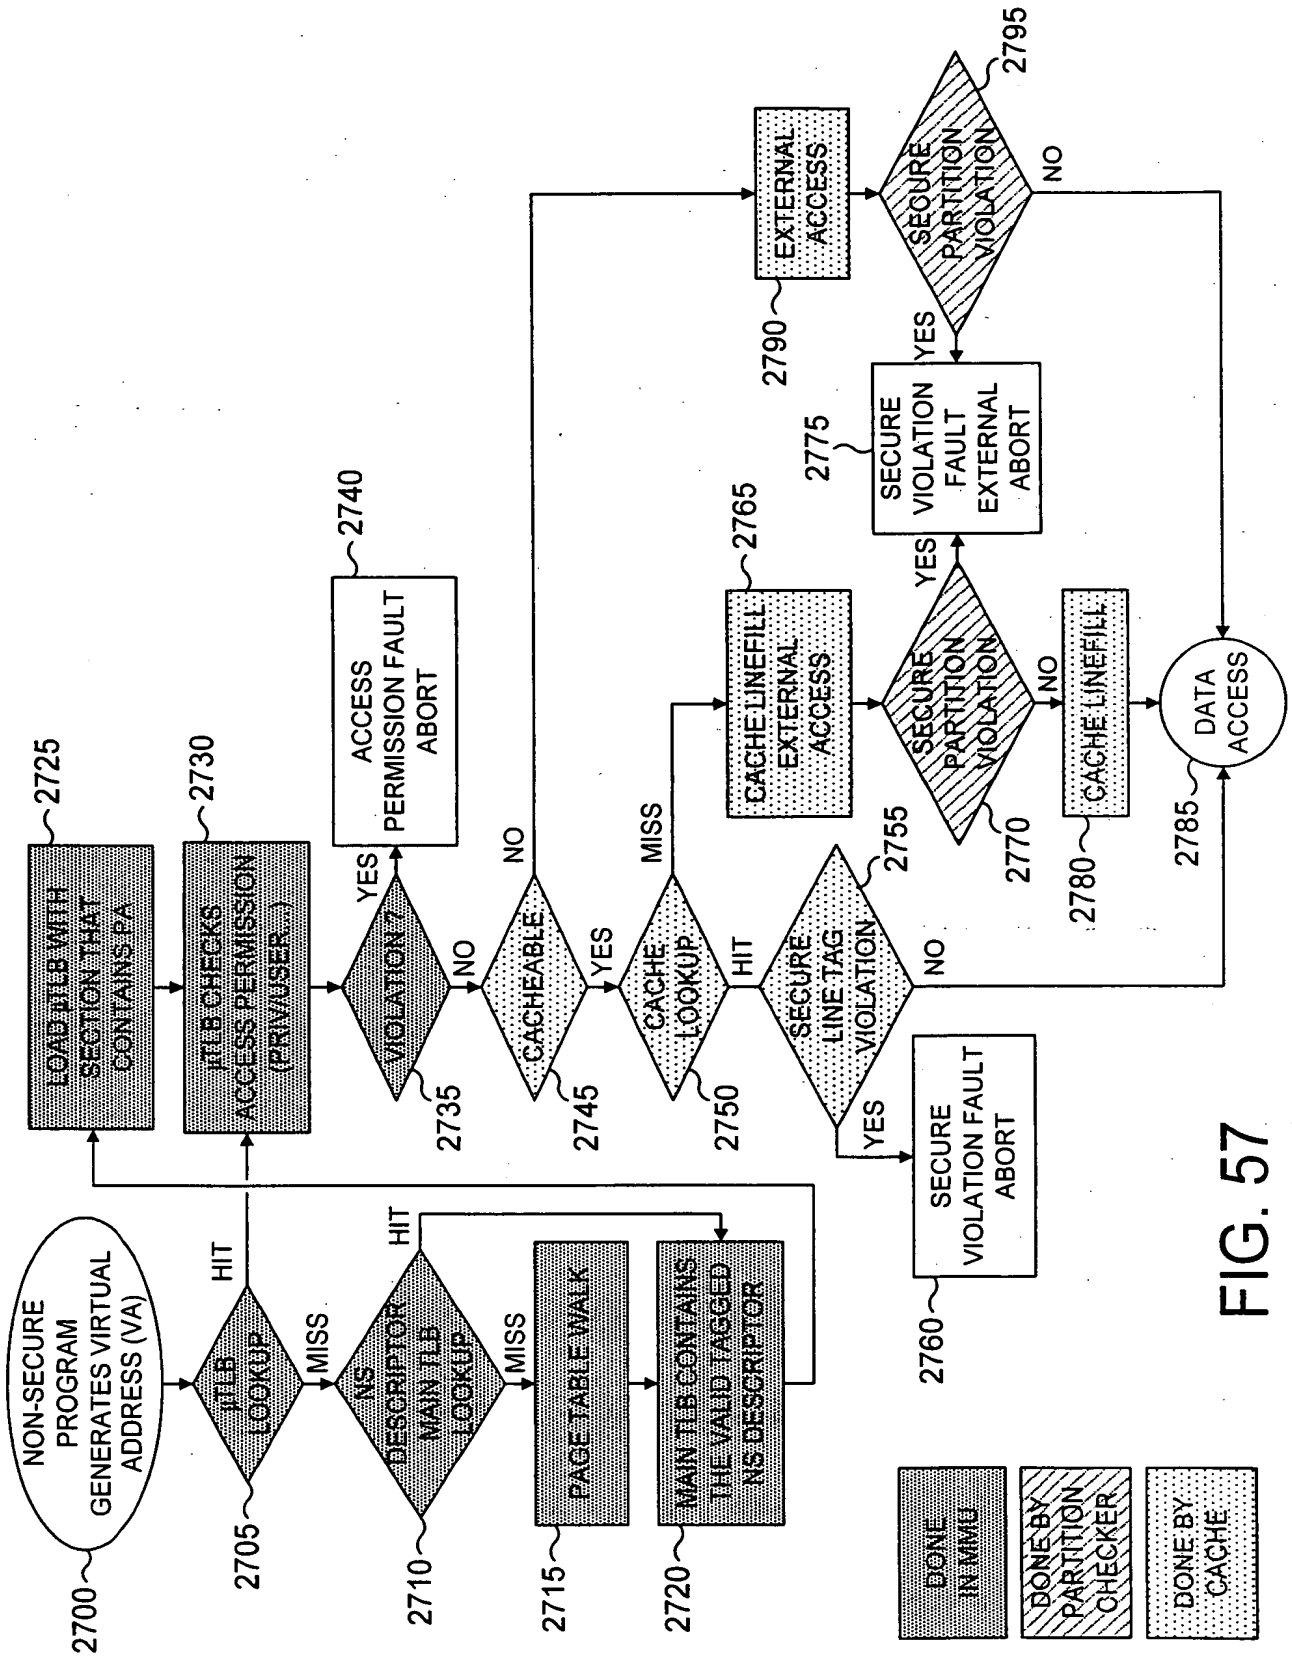 2700
NON-SECURE
PROGRAM
GENERATES VIRTUAL
ADDRESS (VA)
2705
µTLB
LOOKUP
HIT
MISS
2710
NS
DESCRIPTOR
MAIN TLB
LOOKUP
HIT
MISS
2715
PAGE TABLE WALK
2720
MAIN TLB CONTAINS
THE VALID TAGGED
NS DESCRIPTOR
2725
LOAD µTLB WITH
SECTION THAT
CONTAINS PA
2730
µTLB CHECKS
ACCESS PERMISSION
(PRIV/USER..)
2735
VIOLATION?
YES
NO
2740
ACCESS
PERMISSION FAULT
ABORT
2745
CACHEABLE
NO
YES
2750
CACHE
LOOKUP
MISS
HIT
2755
SECURE
LINE TAG
VIOLATION
YES
NO
2760
SECURE
VIOLATION FAULT
ABORT
2765
CACHE LINEFILL
EXTERNAL
ACCESS
2770
SECURE
PARTITION
VIOLATION
YES
NO
2775
SECURE
VIOLATION
FAULT
EXTERNAL
ABORT
2780
CACHE LINEFILL
2785
DATA
ACCESS
2790
EXTERNAL
ACCESS
2795
SECURE
PARTITION
VIOLATION
YES
NO
DONE
IN MMU
DONE BY
PARTITION
CHECKER
DONE BY
CACHE
FIG. 57